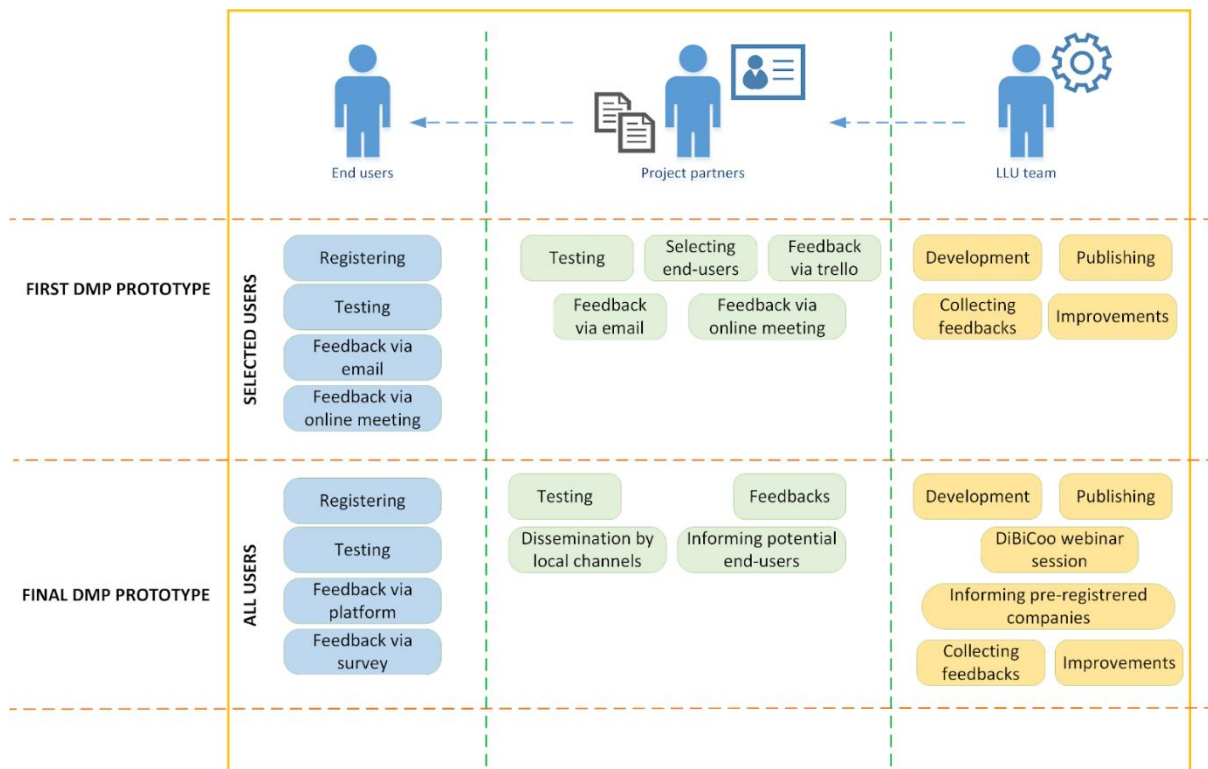 End users
Project partners
LLU team
FIRST DMP PROTOTYPE
SELECTED USERS
Registering
Testing
Feedback via
email
Feedback via
online meeting
Testing
Selecting
end-users
Feedback
via trello
Feedback
via email
Feedback via
online meeting
Development
Publishing
Collecting
feedbacks
Improvements
FINAL DMP PROTOTYPE
ALL USERS
Registering
Testing
Feedback via
platform
Feedback via
survey
Testing
Feedbacks
Dissemination by
local channels
Informing potential
end-users
Development
Publishing
DiBiCoo webinar
session
Informing pre-registrered
companies
Collecting
feedbacks
Improvements